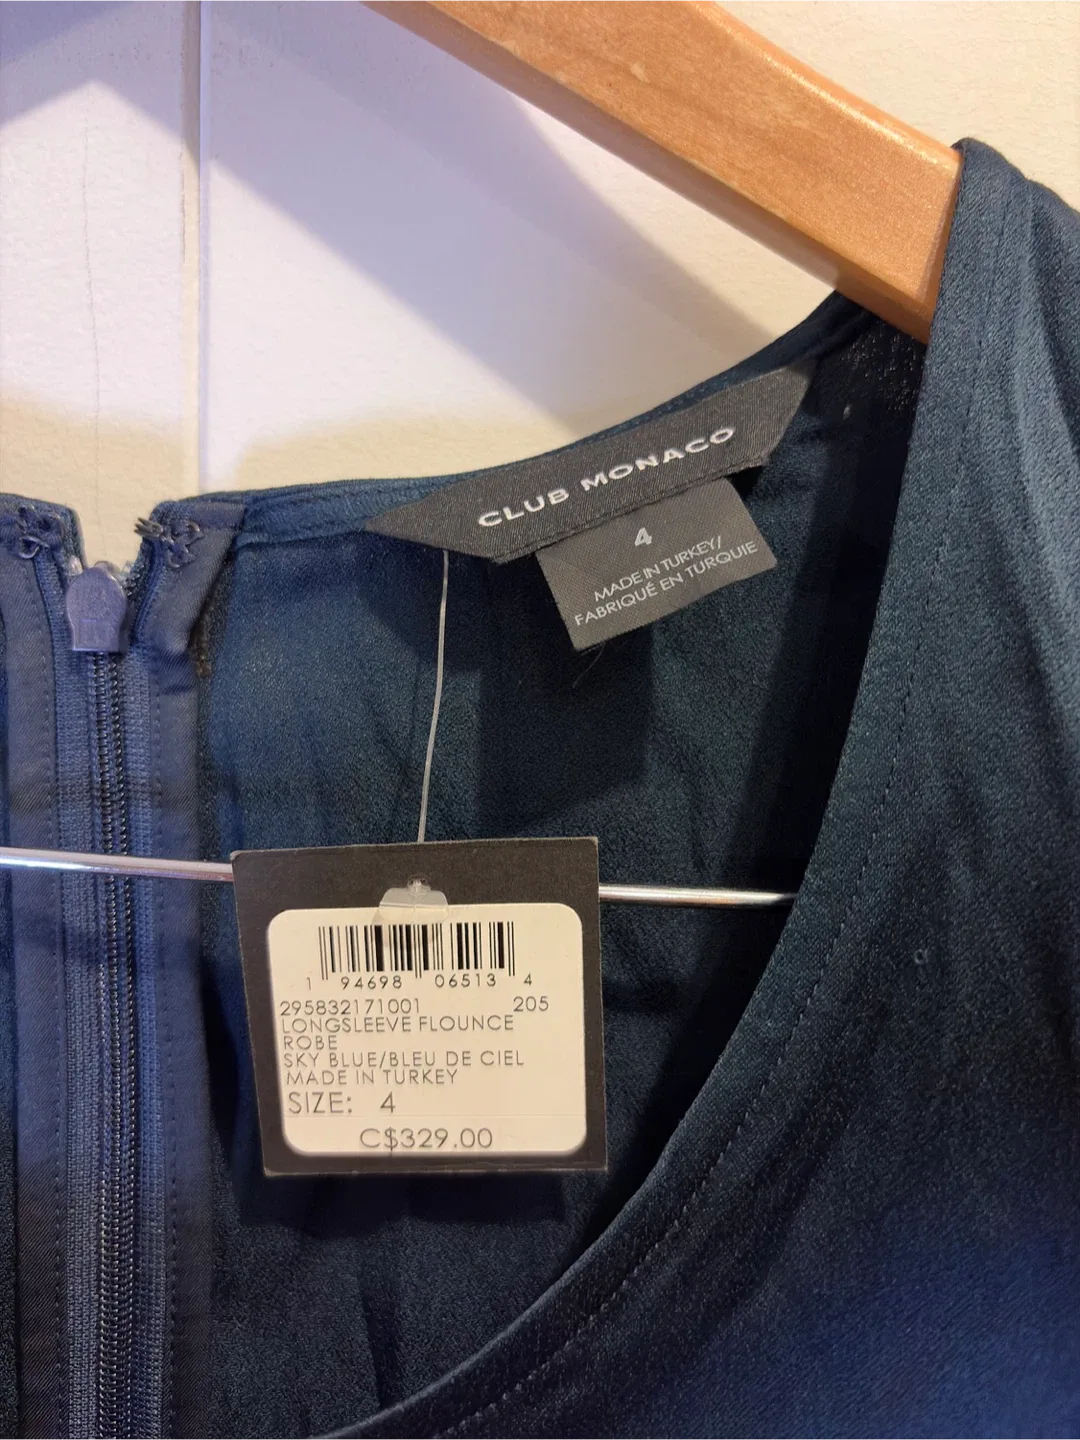 CLUB MONACO
4
MADE IN TURKEY/
FABRIQUÉ EN TURQUIE
1 94698 06513 4
295832171001 205
LONGSLEEVE FLOUNCE
ROBE
SKY BLUE/BLEU DE CIEL
MADE IN TURKEY
SIZE: 4
C$329.00